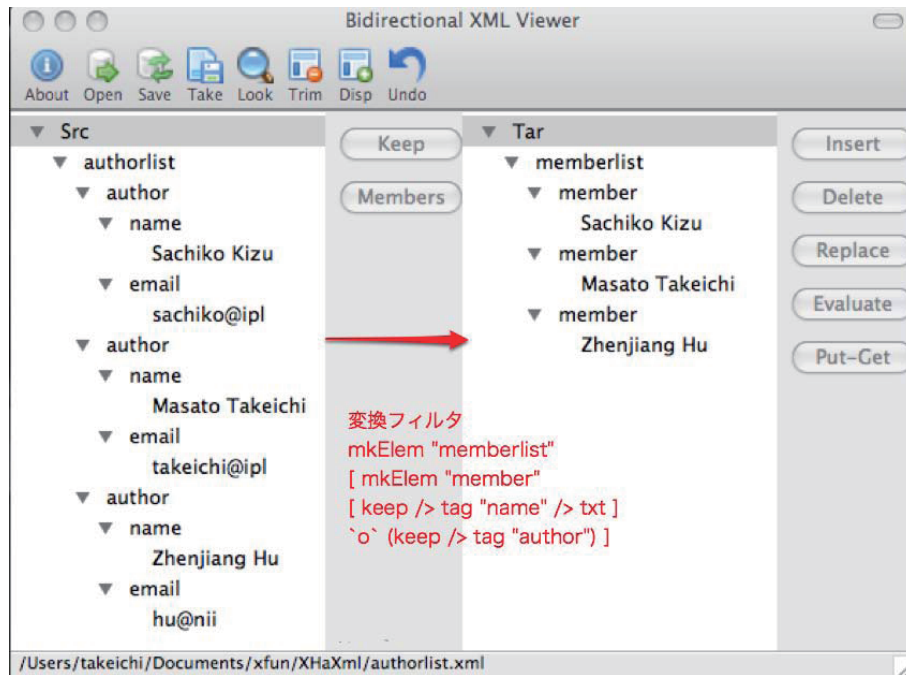 Bidirectional XML Viewer
About Open Save Take Look Trim Disp Undo
Src
authorlist
author
name
Sachiko Kizu
email
sachiko@ipl
author
name
Masato Takeichi
email
takeichi@ipl
author
name
Zhenjiang Hu
email
hu@nii
Keep
Members
Tar
memberlist
member
Sachiko Kizu
member
Masato Takeichi
member
Zhenjiang Hu
Insert
Delete
Replace
Evaluate
Put-Get
変換フィルタ
mkElem "memberlist"
[ mkElem "member"
[ keep /> tag "name" /> txt ]
`o` (keep /> tag "author") ]
/Users/takeichi/Documents/xfun/XHaXml/authorlist.xml